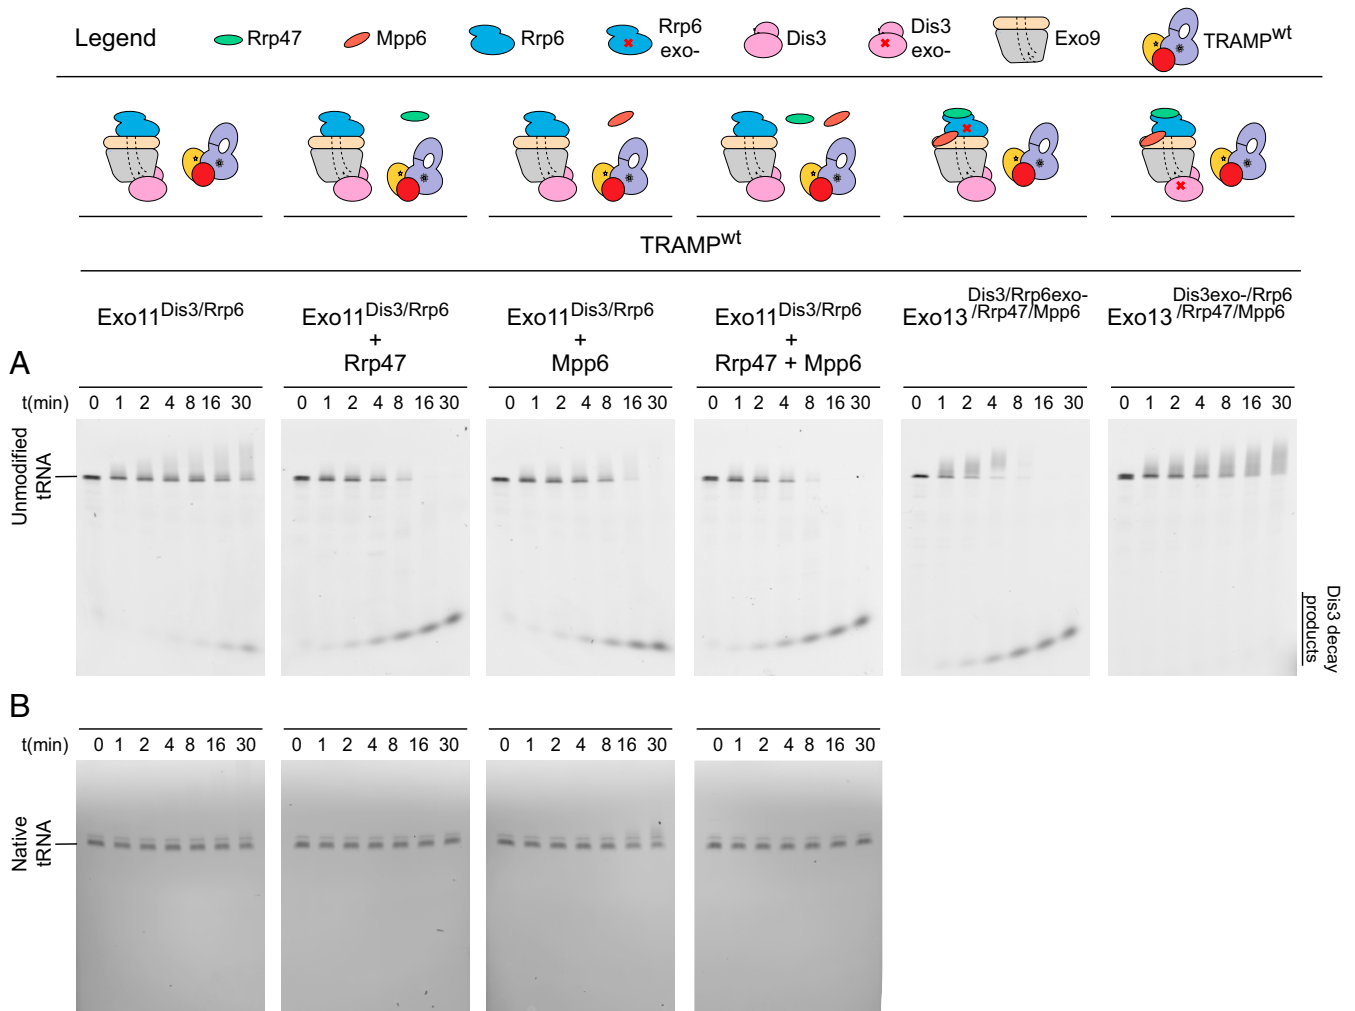 Legend Rrp47 Mpp6 Rrp6 Rrp6 exo- Dis3 Dis3 exo- Exo9 TRAMPwt
TRAMPwt
Exo11Dis3/Rrp6
Exo11Dis3/Rrp6
+
Rrp47
Exo11Dis3/Rrp6
+
Mpp6
Exo11Dis3/Rrp6
+
Rrp47 + Mpp6
Exo13Dis3/Rrp6exo-
/Rrp47/Mpp6
Exo13Dis3exo-/Rrp6
/Rrp47/Mpp6
A
t(min) 0 1 2 4 8 16 30 0 1 2 4 8 16 30 0 1 2 4 8 16 30 0 1 2 4 8 16 30 0 1 2 4 8 16 30 0 1 2 4 8 16 30
Unmodified
tRNA
Dis3 decay
products
B
t(min) 0 1 2 4 8 16 30 0 1 2 4 8 16 30 0 1 2 4 8 16 30 0 1 2 4 8 16 30
Native
tRNA